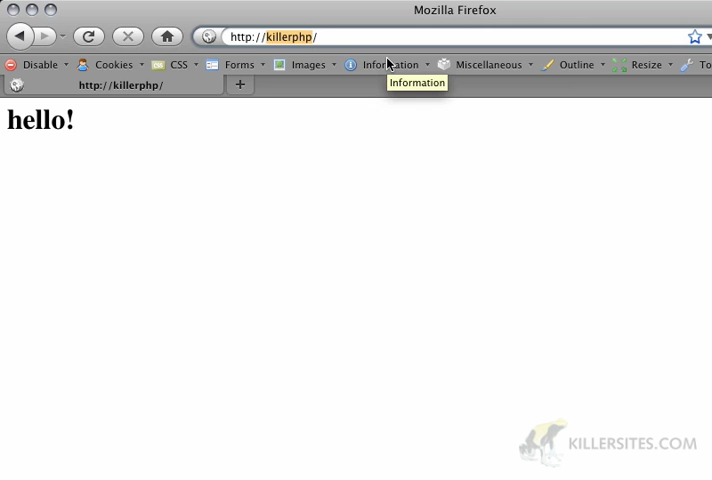 Mozilla Firefox
http://killerphp/
Disable Cookies CSS Forms Images Information Miscellaneous Outline Resize To
http://killerphp/
Information
hello!
KILLERSITES.COM